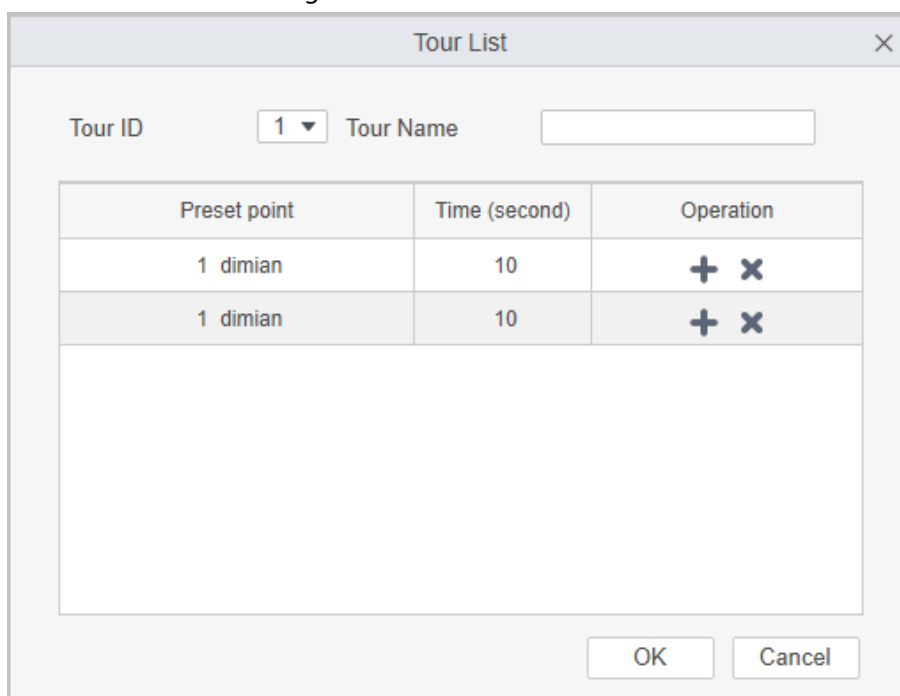 Tour List
Tour ID 1 Tour Name
Preset point Time (second) Operation
1 dimian 10
1 dimian 10
OK Cancel